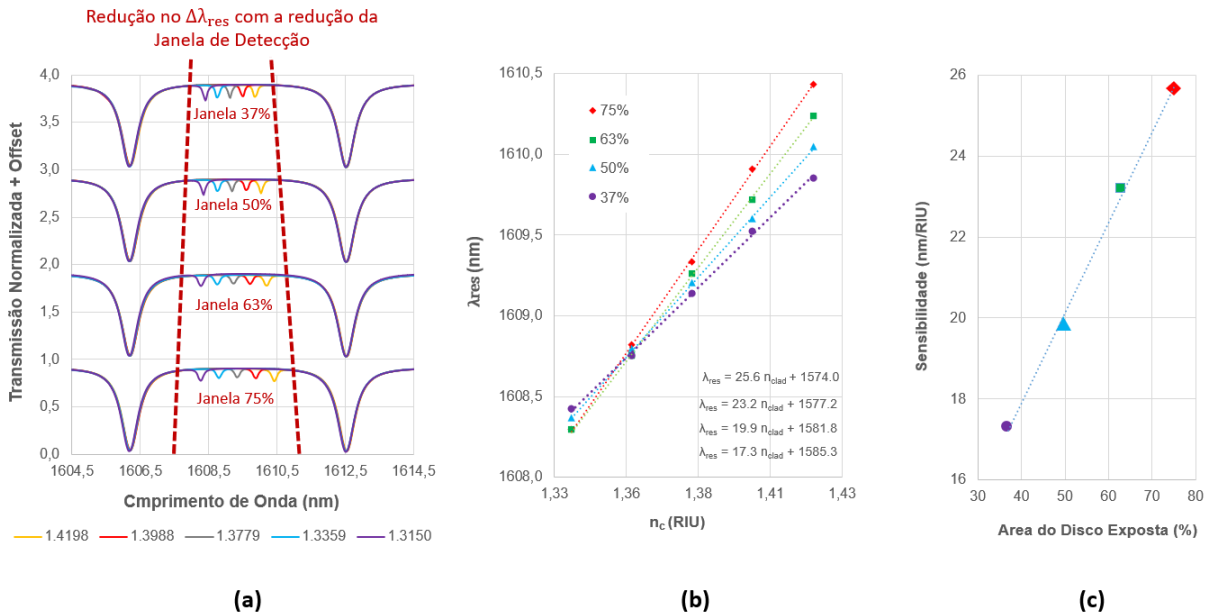 (a)
Redução no Δλres com a redução da
Janela de Detecção
Transmissão Normalizada + Offset
4,0
3,5
3,0
2,5
2,0
1,5
1,0
0,5
0,0
Janela 37%
Janela 50%
Janela 63%
Janela 75%
1604,5 1606,5 1608,5 1610,5 1612,5 1614,5
Cmprimento de Onda (nm)
1.4198 1.3988 1.3779 1.3359 1.3150
(a)
(b)
λres (nm)
1610,5
1610,0
1609,5
1609,0
1608,5
1608,0
75%
63%
50%
37%
λres = 25.6 nclad + 1574.0
λres = 23.2 nclad + 1577.2
λres = 19.9 nclad + 1581.8
λres = 17.3 nclad + 1585.3
1,33 1,36 1,38 1,41 1,43
nc (RIU)
(b)
(c)
Sensibilidade (nm/RIU)
26
24
22
20
18
16
30 40 50 60 70 80
Area do Disco Exposta (%)
(c)